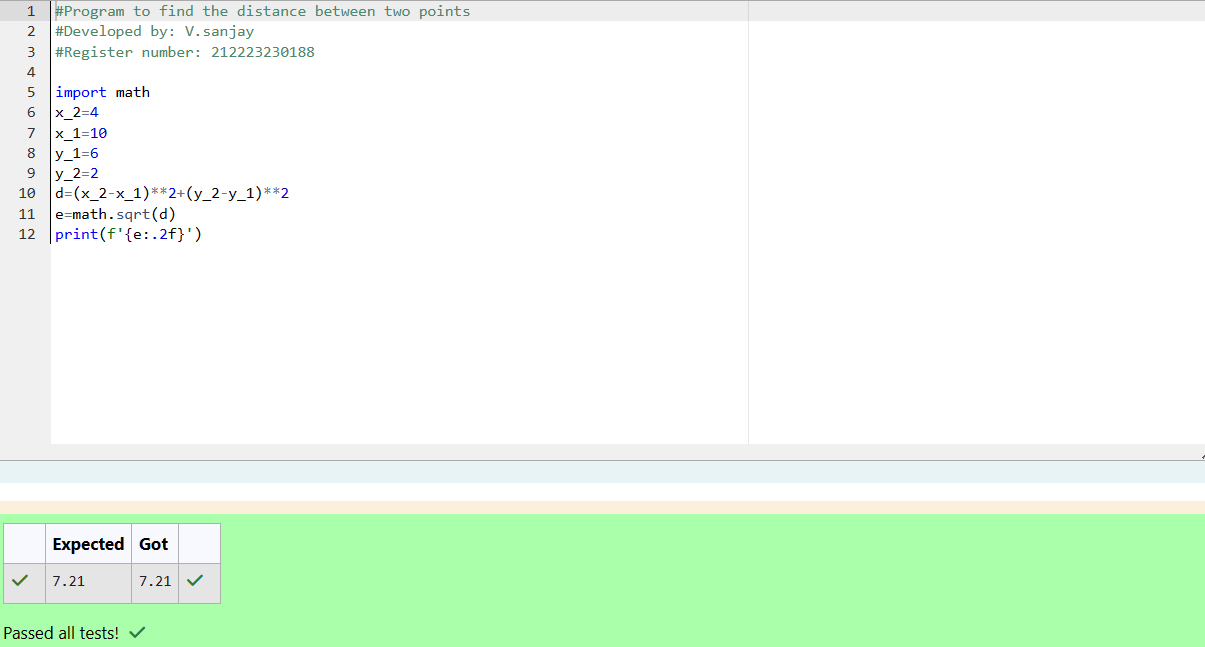 1 #Program to find the distance between two points
2 #Developed by: V.sanjay
3 #Register number: 212223230188
4
5 import math
6 x_2=4
7 x_1=10
8 y_1=6
9 y_2=2
10 d=(x_2-x_1)**2+(y_2-y_1)**2
11 e=math.sqrt(d)
12 print(f'{e:.2f}')
Expected Got
7.21 7.21
Passed all tests!